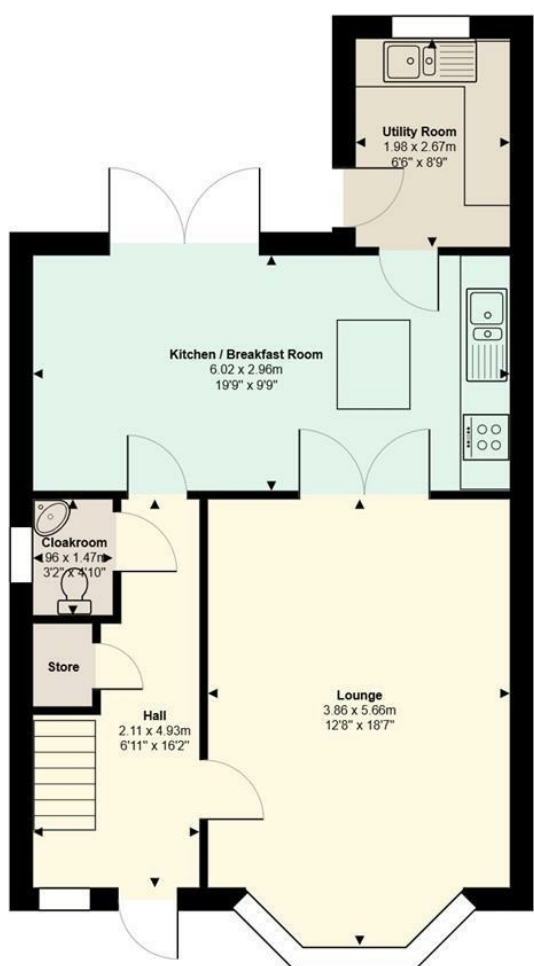 Utility Room
1.98 x 2.67m
6'6" x 8'9"
Kitchen / Breakfast Room
6.02 x 2.96m
19'9" x 9'9"
Cloakroom
.96 x 1.47m
3'2" x 4'10"
Store
Hall
2.11 x 4.93m
6'11" x 16'2"
Lounge
3.86 x 5.66m
12'8" x 18'7"